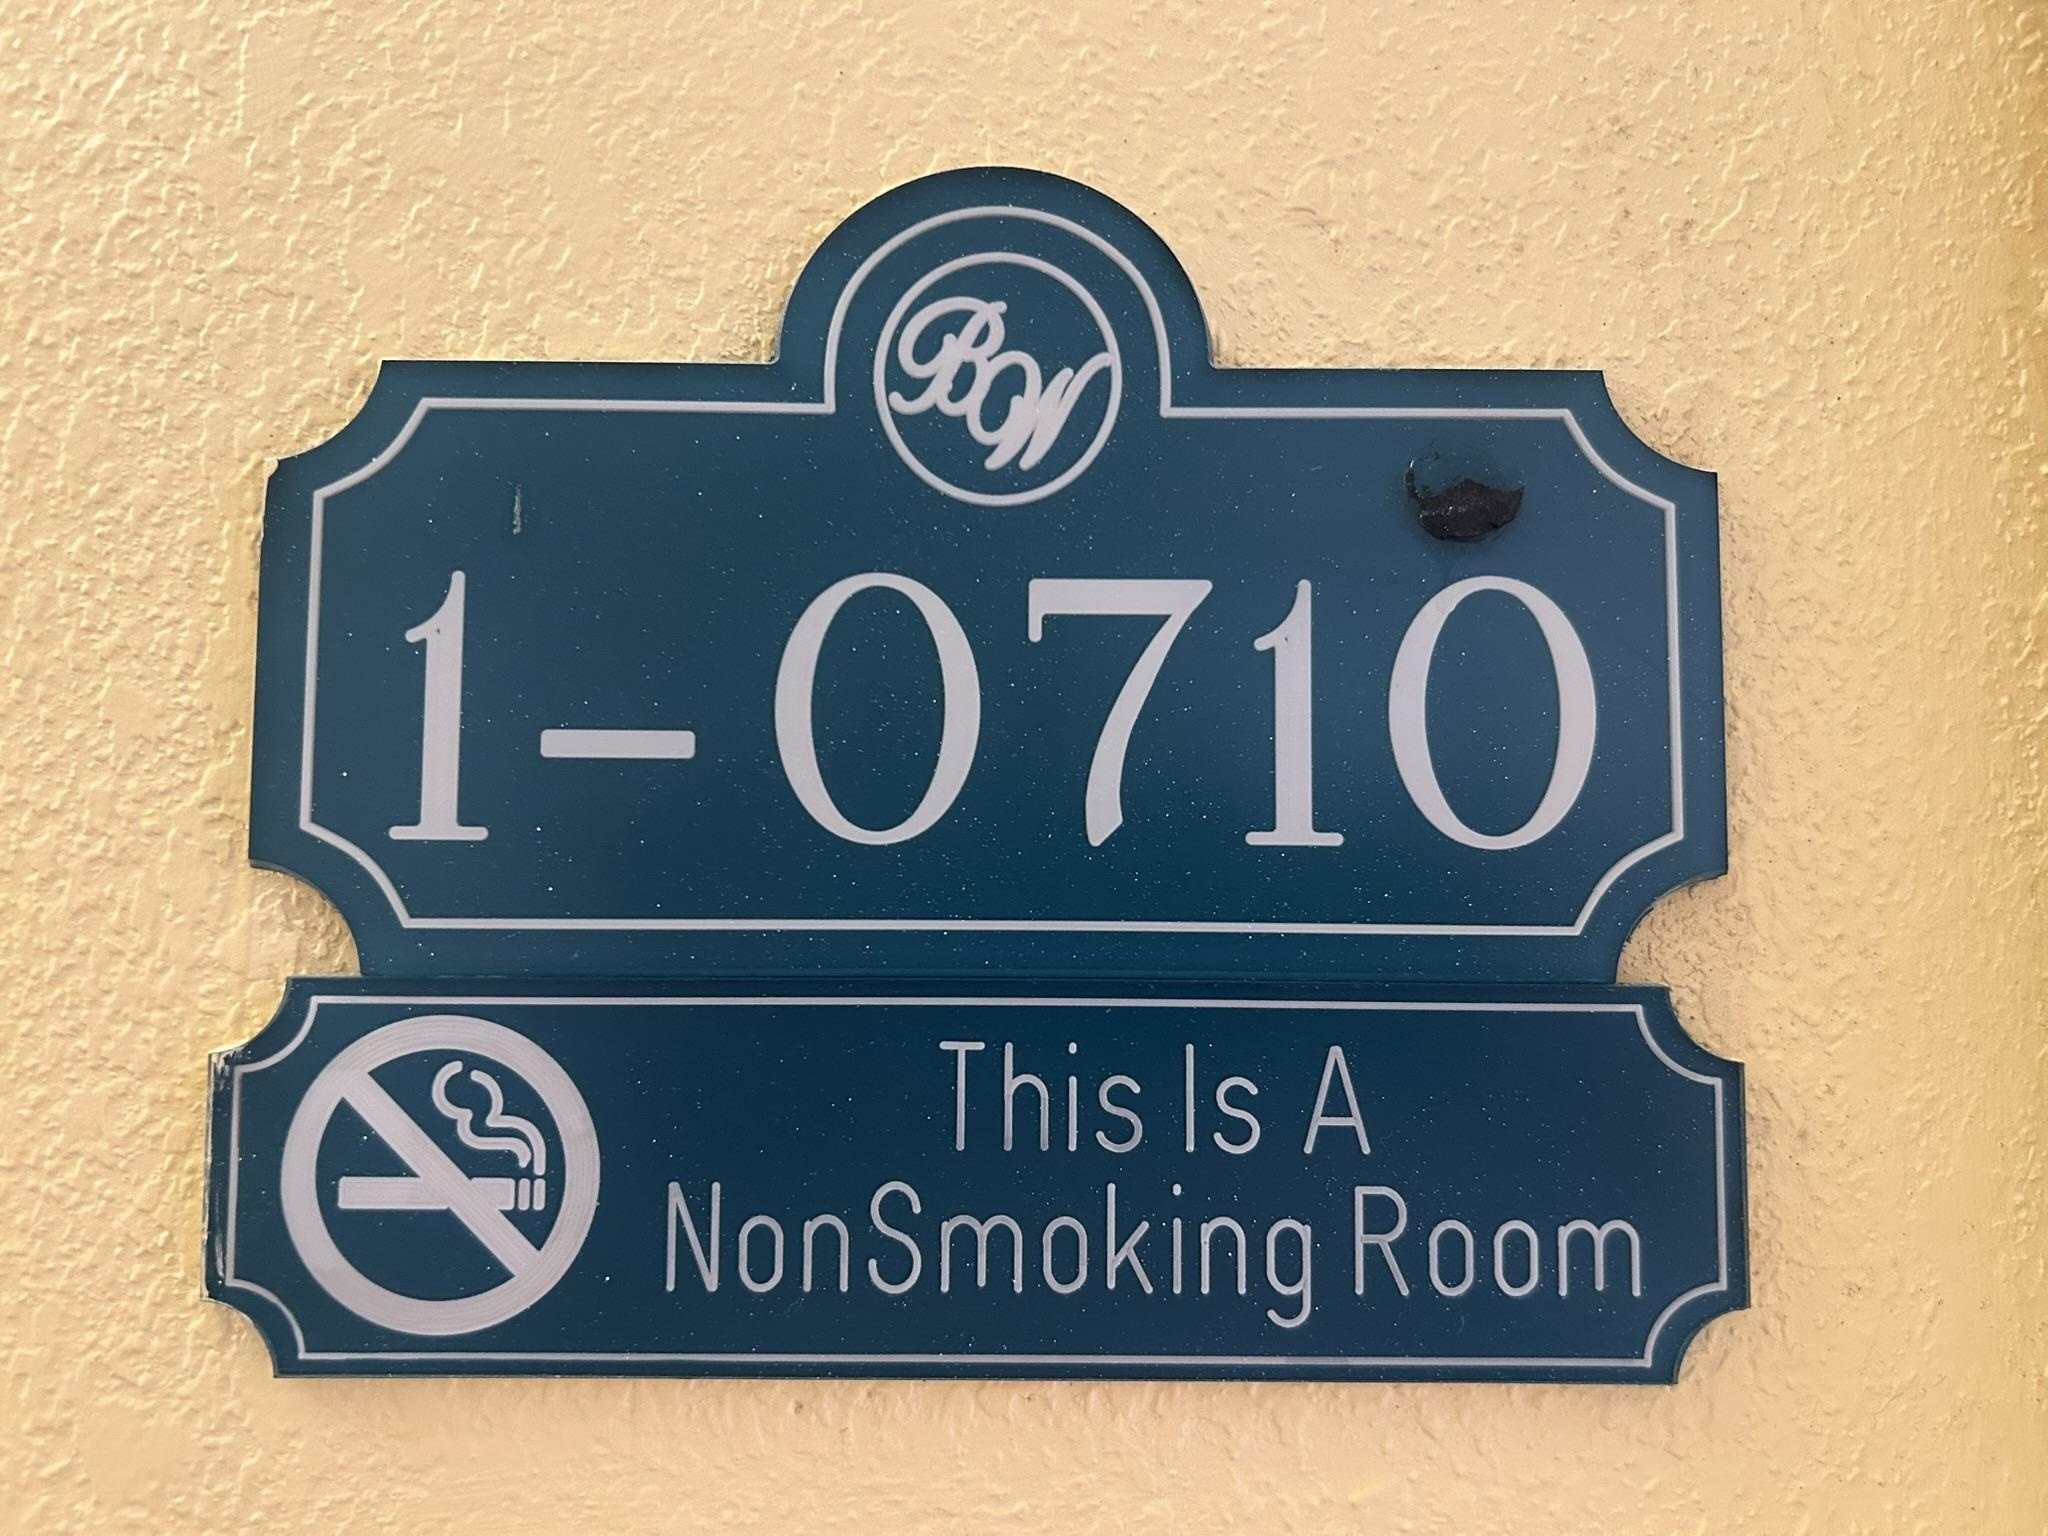 BW
1-0710
This Is A
NonSmoking Room